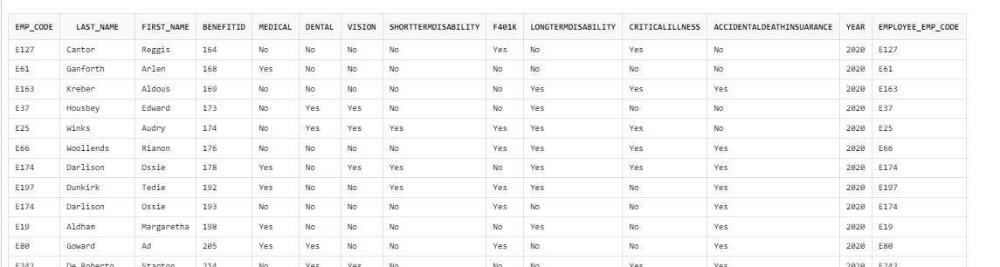 EMP_CODE LAST_NAME FIRST_NAME BENEFITID MEDICAL DENTAL VISION SHORTTERMDISABILITY F401K LONGTERMDISABILITY CRITICALILLNESS ACCIDENTALDEATHINSUARANCE YEAR EMPLOYEE_EMP_CODE
E127 Cantor Reggis 164 No No No No Yes No Yes No 2020 E127
E61 Ganforth Arlen 168 Yes No No No No No No No 2020 E61
E163 Kreber Aldous 169 No No No No No Yes Yes Yes 2020 E163
E37 Housbey Edward 173 No Yes Yes No No Yes No No 2020 E37
E25 Winks Audry 174 No Yes Yes Yes Yes Yes Yes No 2020 E25
E66 Woollends Rianon 176 No No No No Yes Yes Yes Yes 2020 E66
E174 Darlison Ossie 178 Yes No Yes Yes No Yes Yes Yes 2020 E174
E197 Dunkirk Tedie 192 Yes No No Yes Yes Yes No Yes 2020 E197
E174 Darlison Ossie 193 No No No No Yes No No Yes 2020 E174
E19 Aldham Margaretha 198 Yes No No No No Yes No Yes 2020 E19
E80 Goward Ad 205 Yes Yes No No Yes No No Yes 2020 E80
E242 De Roberto Stanton 214 No Yes Yes No No No Yes Yes 2020 E242